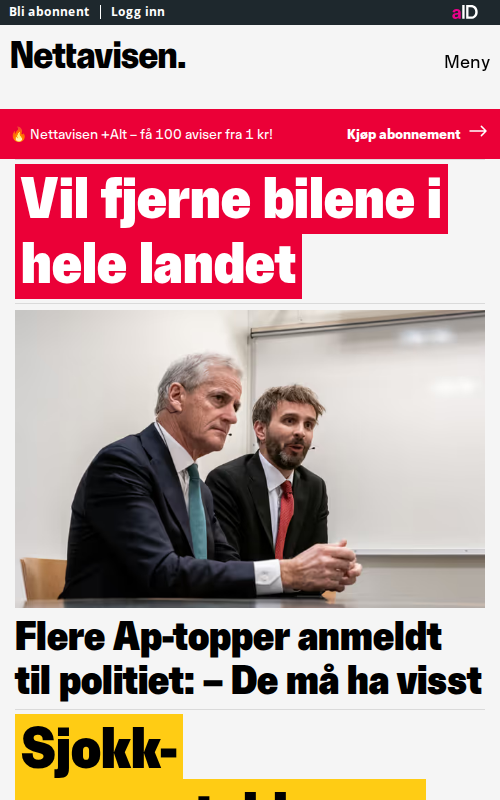 Bli abonnent | Logg inn
aID
Nettavisen.
Meny
🔥 Nettavisen +Alt – få 100 aviser fra 1 kr!
Kjøp abonnement →
Vil fjerne bilene i
hele landet
Flere Ap-topper anmeldt
til politiet: – De må ha visst
Sjokk-